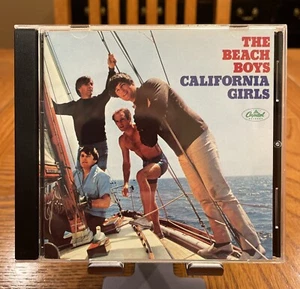 THE
BEACH
BOYS
CALIFORNIA
GIRLS
Capitol